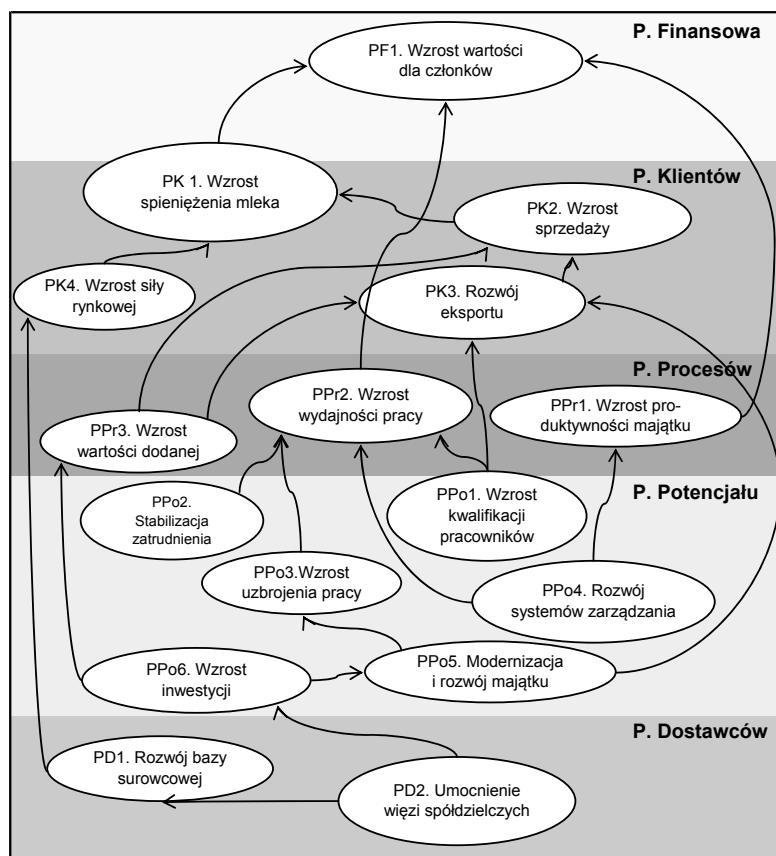 P. Finansowa
PF1. Wzrost wartości
dla członków
P. Klientów
PK 1. Wzrost
spieniężenia mleka
PK2. Wzrost
sprzedaży
PK4. Wzrost siły
rynkowej
PK3. Rozwój
eksportu
P. Procesów
PPr2. Wzrost
wydajności pracy
PPr1. Wzrost pro-
duktywności majątku
PPr3. Wzrost
wartości dodanej
P. Potencjału
PPo2.
Stabilizacja
zatrudnienia
PPo1. Wzrost
kwalifikacji
pracowników
PPo3.Wzrost
uzbrojenia pracy
PPo4. Rozwój
systemów zarządzania
PPo6. Wzrost
inwestycji
PPo5. Modernizacja
i rozwój majątku
P. Dostawców
PD1. Rozwój bazy
surowcowej
PD2. Umocnienie
więzi spółdzielczych